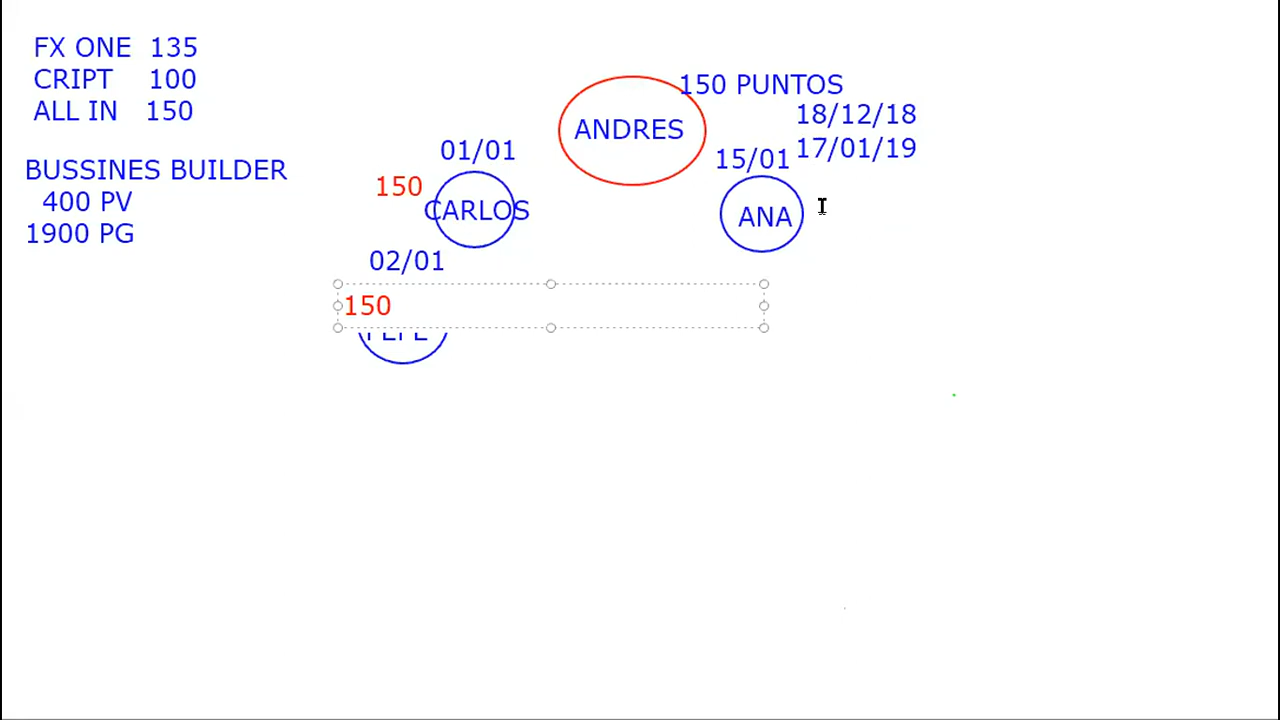 FX ONE 135
CRIPT 100
ALL IN 150
BUSSINES BUILDER
400 PV
1900 PG
150 PUNTOS
18/12/18
17/01/19
ANDRES
01/01
15/01
150
CARLOS
ANA
02/01
150